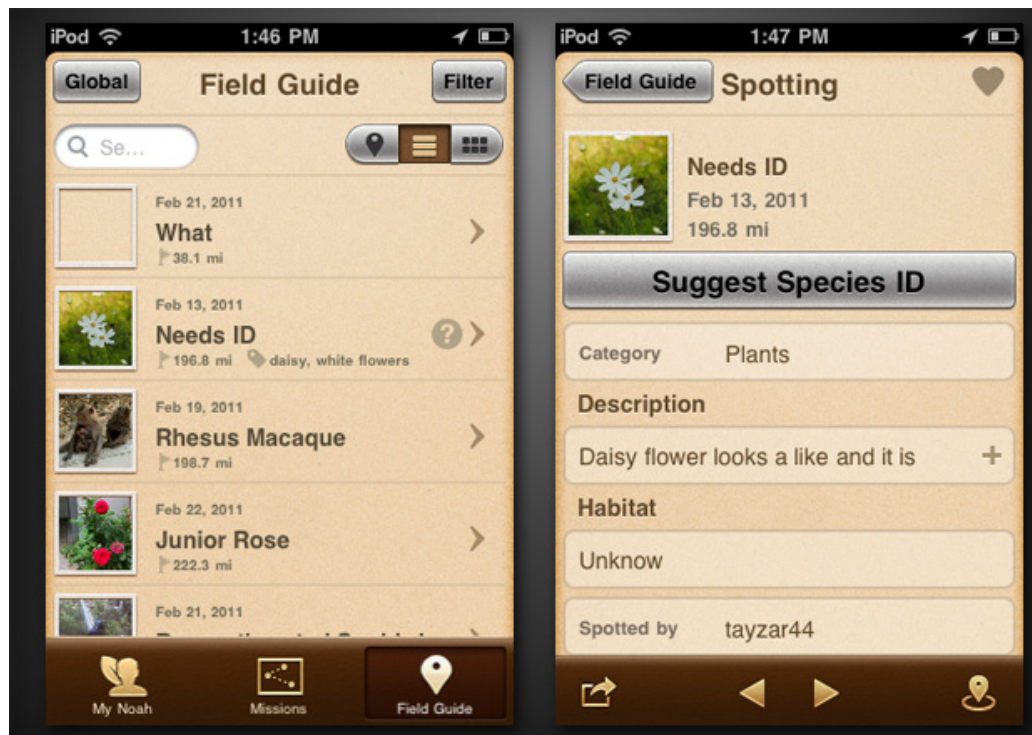 iPod 1:46 PM
Global Field Guide Filter
Se...
Feb 21, 2011
What
38.1 mi
Feb 13, 2011
Needs ID
?
196.8 mi daisy, white flowers
Feb 19, 2011
Rhesus Macaque
198.7 mi
Feb 22, 2011
Junior Rose
222.3 mi
Feb 21, 2011
My Noah Missions Field Guide
iPod 1:47 PM
Field Guide Spotting
Needs ID
Feb 13, 2011
196.8 mi
Suggest Species ID
Category Plants
Description
Daisy flower looks a like and it is +
Habitat
Unknow
Spotted by tayzar44